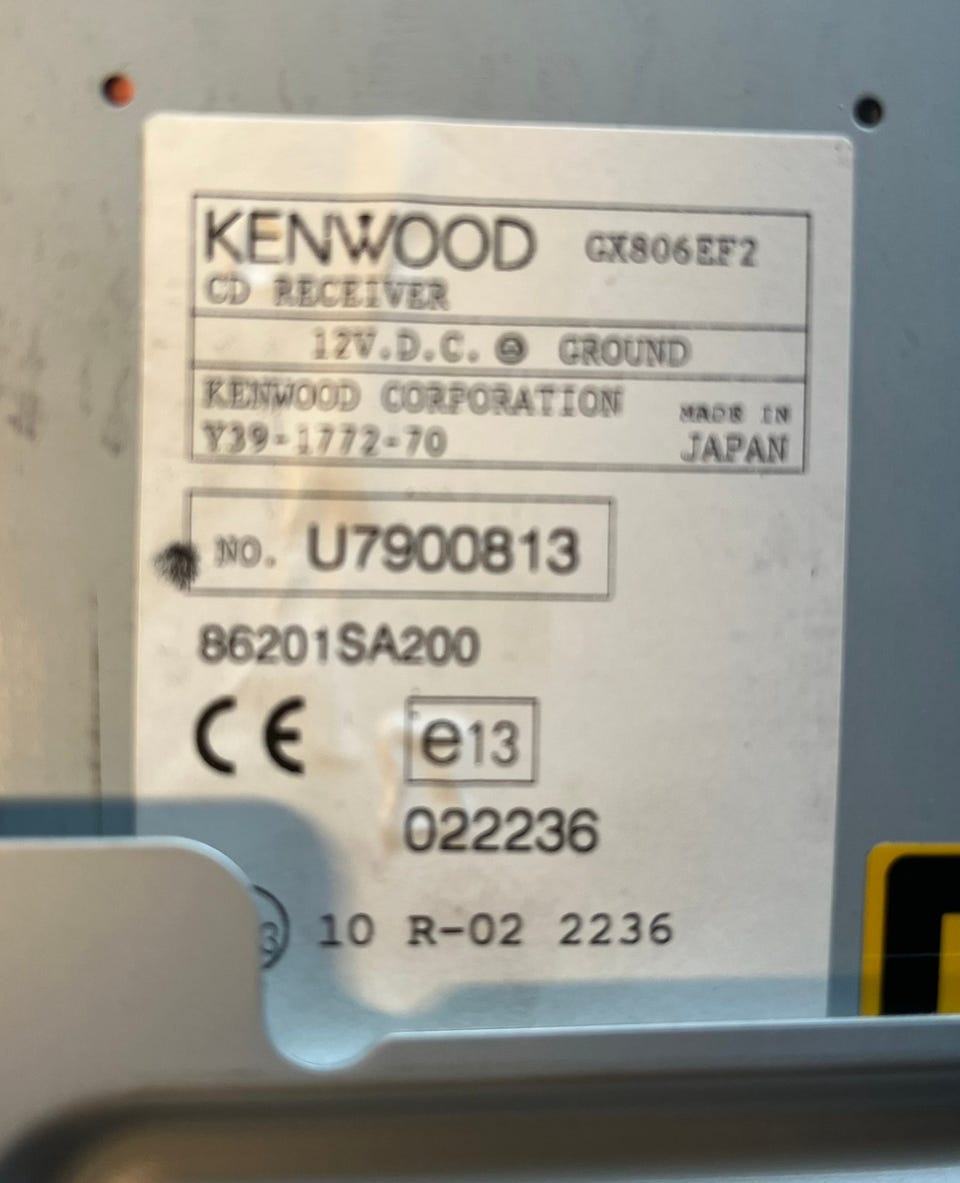 KENWOOD GX806EF2
CD RECEIVER
12V.D.C. ⊖ GROUND
KENWOOD CORPORATION
MADE IN
Y39-1772-70
JAPAN
NO. U7900813
86201SA200
CE e13
022236
10 R-02 2236